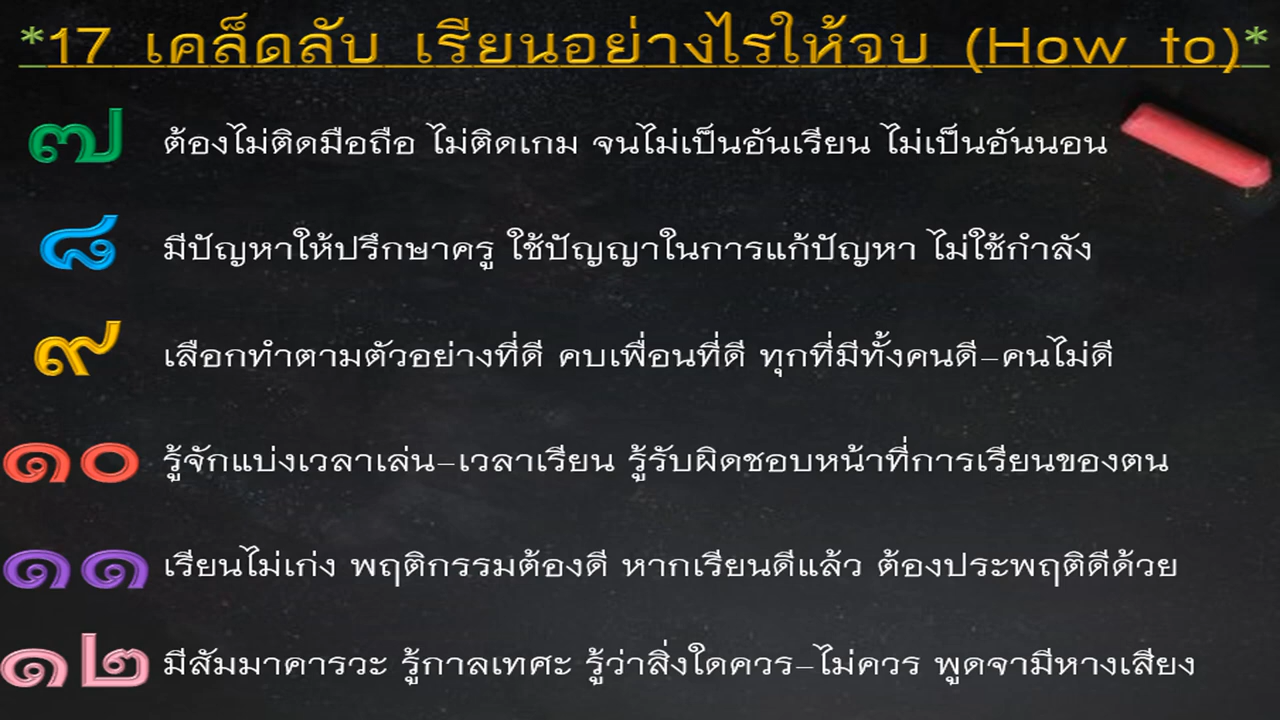 *17 เคล็ดลับ เรียนอย่างไรให้จบ (How to)*
๗ ต้องไม่ติดมือถือ ไม่ติดเกม จนไม่เป็นอันเรียน ไม่เป็นอันนอน
๘ มีปัญหาให้ปรึกษาครู ใช้ปัญญาในการแก้ปัญหา ไม่ใช้กำลัง
๙ เลือกทำตามตัวอย่างที่ดี คบเพื่อนที่ดี ทุกที่มีทั้งคนดี-คนไม่ดี
๑๐ รู้จักแบ่งเวลาเล่น-เวลาเรียน รู้รับผิดชอบหน้าที่การเรียนของตน
๑๑ เรียนไม่เก่ง พฤติกรรมต้องดี หากเรียนดีแล้ว ต้องประพฤติดีด้วย
๑๒ มีสัมมาคารวะ รู้กาลเทศะ รู้ว่าสิ่งใดควร-ไม่ควร พูดจามีหางเสียง